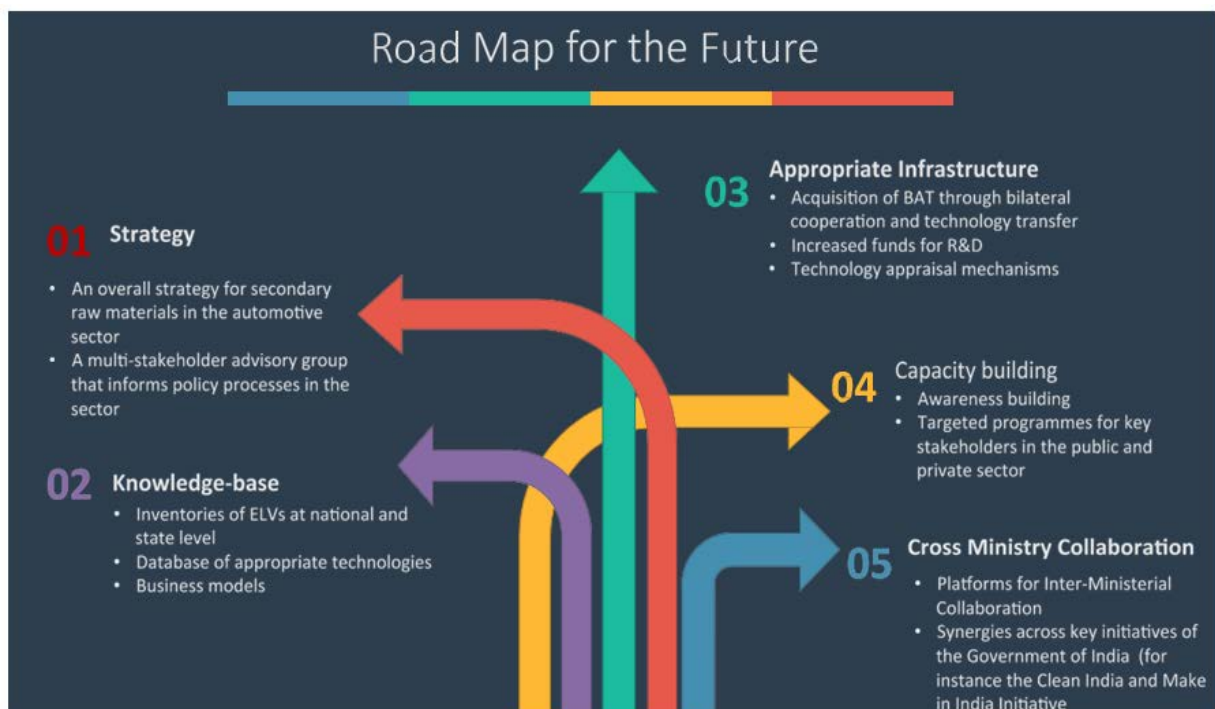 Road Map for the Future
01 Strategy
• An overall strategy for secondary
raw materials in the automotive
sector
• A multi-stakeholder advisory group
that informs policy processes in the
sector
02 Knowledge-base
• Inventories of ELVs at national and
state level
• Database of appropriate technologies
• Business models
03 Appropriate Infrastructure
• Acquisition of BAT through bilateral
cooperation and technology transfer
• Increased funds for R&D
• Technology appraisal mechanisms
04 Capacity building
• Awareness building
• Targeted programmes for key
stakeholders in the public and
private sector
05 Cross Ministry Collaboration
• Platforms for Inter-Ministerial
Collaboration
• Synergies across key initiatives of
the Government of India (for
instance the Clean India and Make
in India Initiative